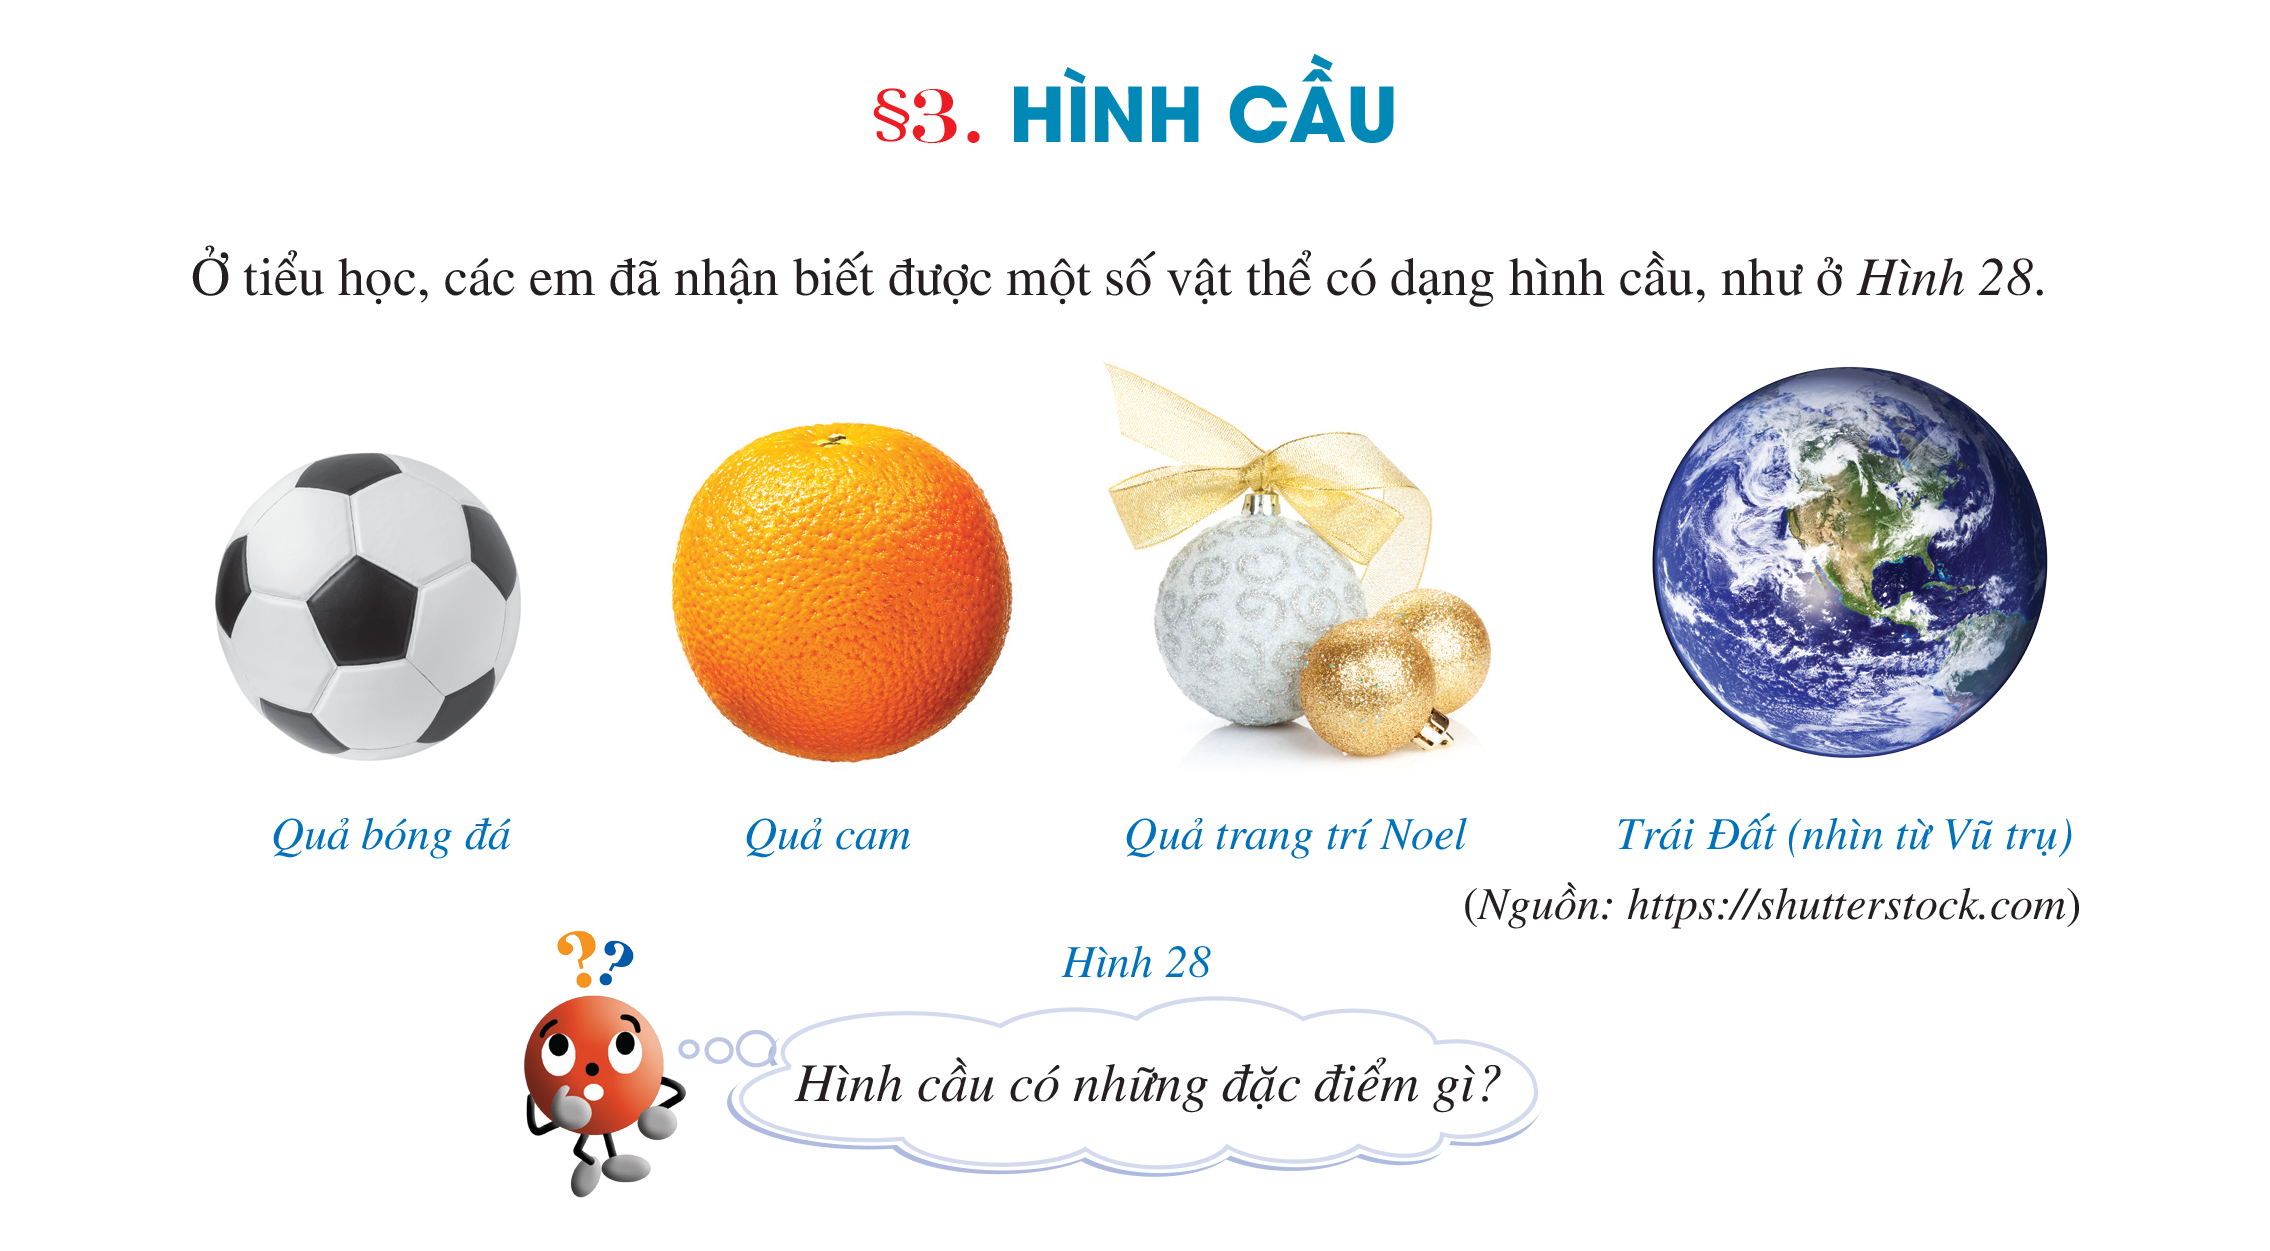 §3. HÌNH CẦU
Ở tiểu học, các em đã nhận biết được một số vật thể có dạng hình cầu, như ở Hình 28.
Quả bóng đá
Quả cam
Quả trang trí Noel
Trái Đất (nhìn từ Vũ trụ)
(Nguồn: https://shutterstock.com)
Hình 28
??
Hình cầu có những đặc điểm gì?